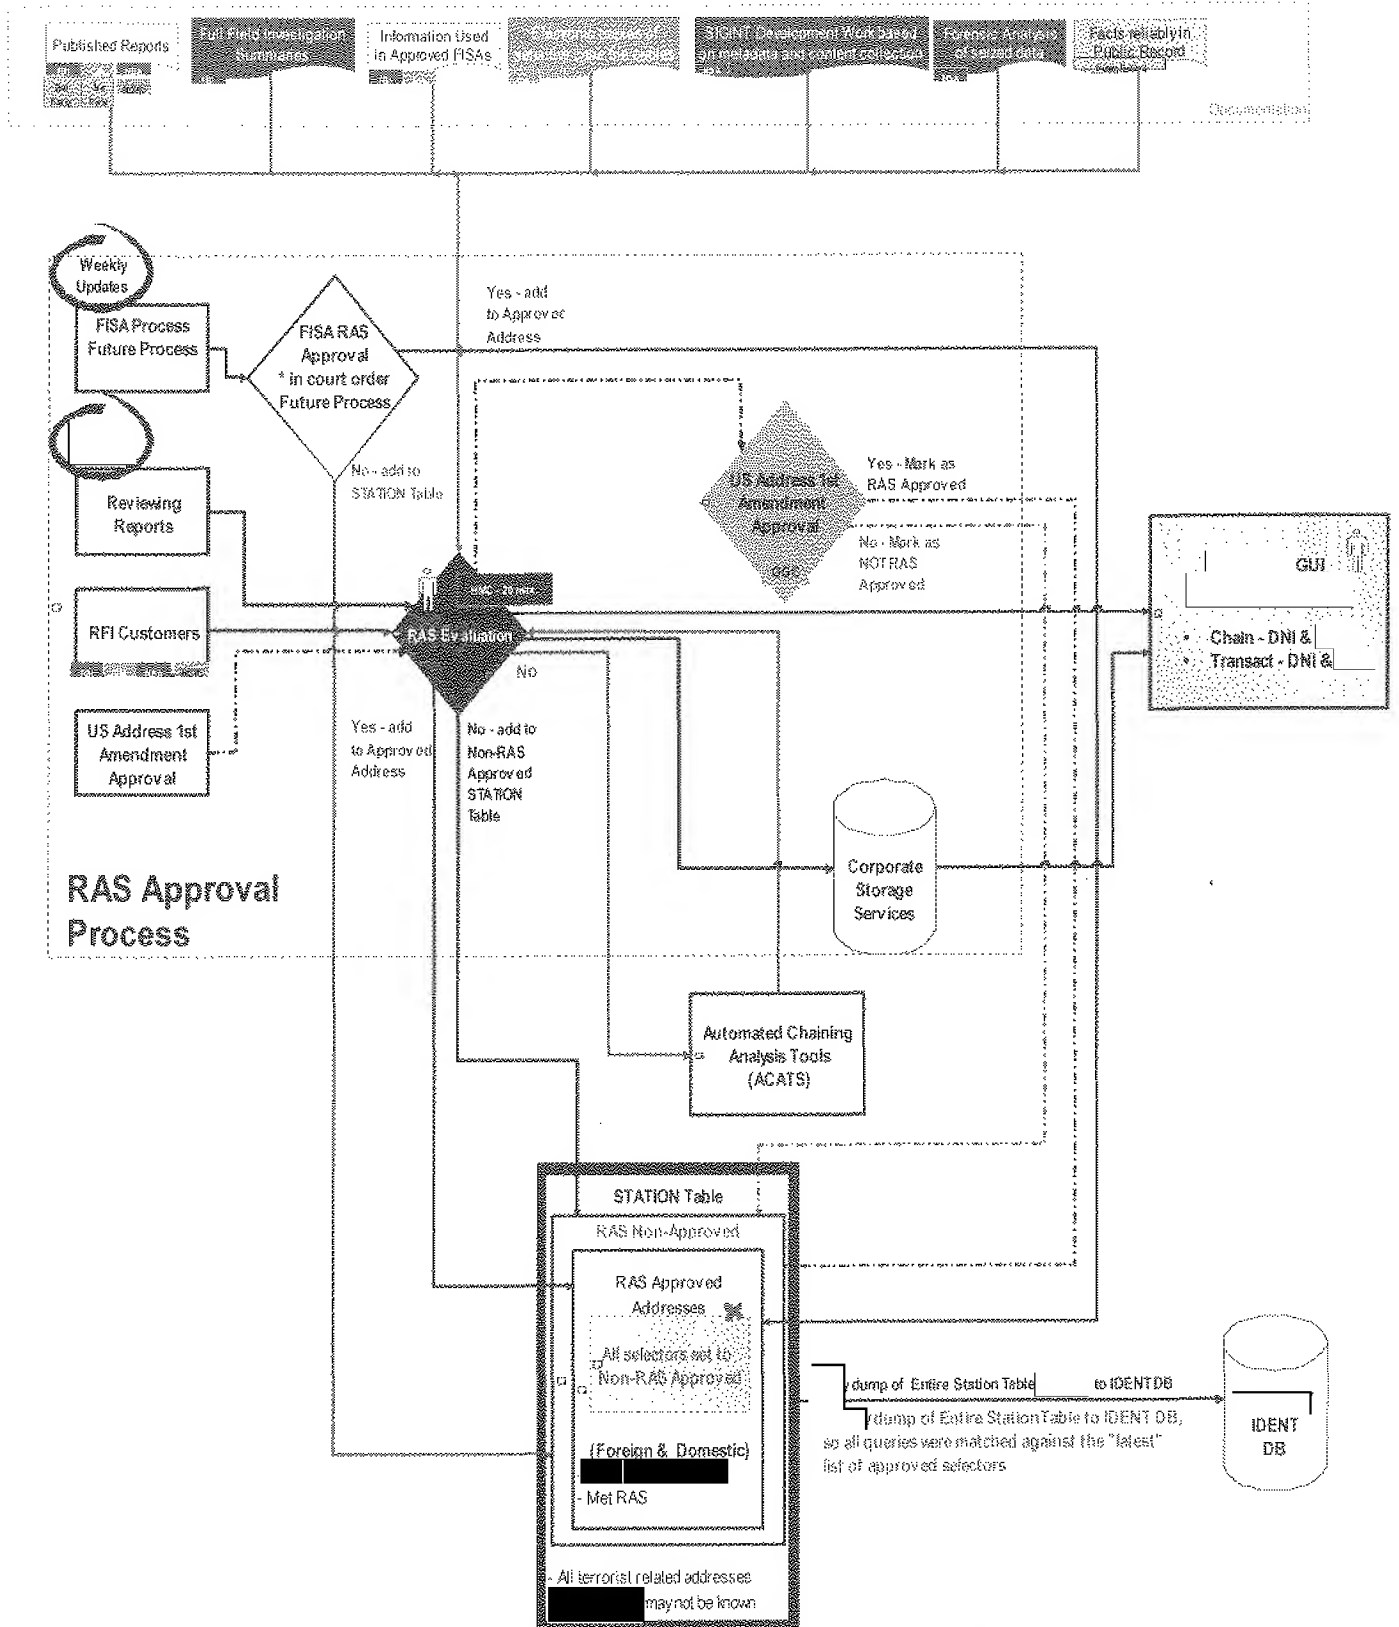 Published Reports
Full Field Investigation
Summaries
Information Used
in Approved FISAs
SIGINT Development Work based
on metadata and content collection
Forensic Analysis
of seized data
Facts reliably in
Public Record
Documentation
Weekly
Updates
FISA Process
Future Process
FISA RAS
Approval
* in court order
Future Process
Yes - add
to Approved
Address
No - add to
STATION Table
Reviewing
Reports
RFI Customers
US Address 1st
Amendment
Approval
RAS Evaluation
No
Yes - add
to Approved
Address
No - add to
Non-RAS
Approved
STATION
Table
US Address 1st
Amendment
Approval
OGC
Yes - Mark as
RAS Approved
No - Mark as
NOT RAS
Approved
GUI
• Chain - DNI &
• Transact - DNI &
Corporate
Storage
Services
RAS Approval
Process
Automated Chaining
Analysis Tools
(ACATS)
STATION Table
RAS Non-Approved
RAS Approved
Addresses
All selectors set to
Non-RAS Approved
(Foreign & Domestic)
- Met RAS
- All terrorist related addresses
may not be known
y dump of Entire Station Table to IDENT DB
y dump of Entire Station Table to IDENT DB,
so all queries were matched against the "latest"
list of approved selectors
IDENT
DB